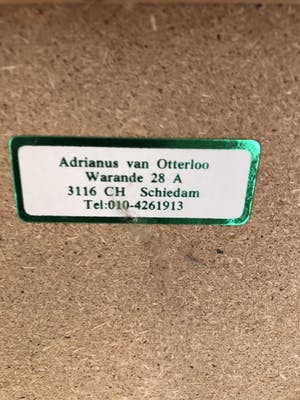 Adrianus van Otterloo
Warande 28 A
3116 CH Schiedam
Tel:010-4261913